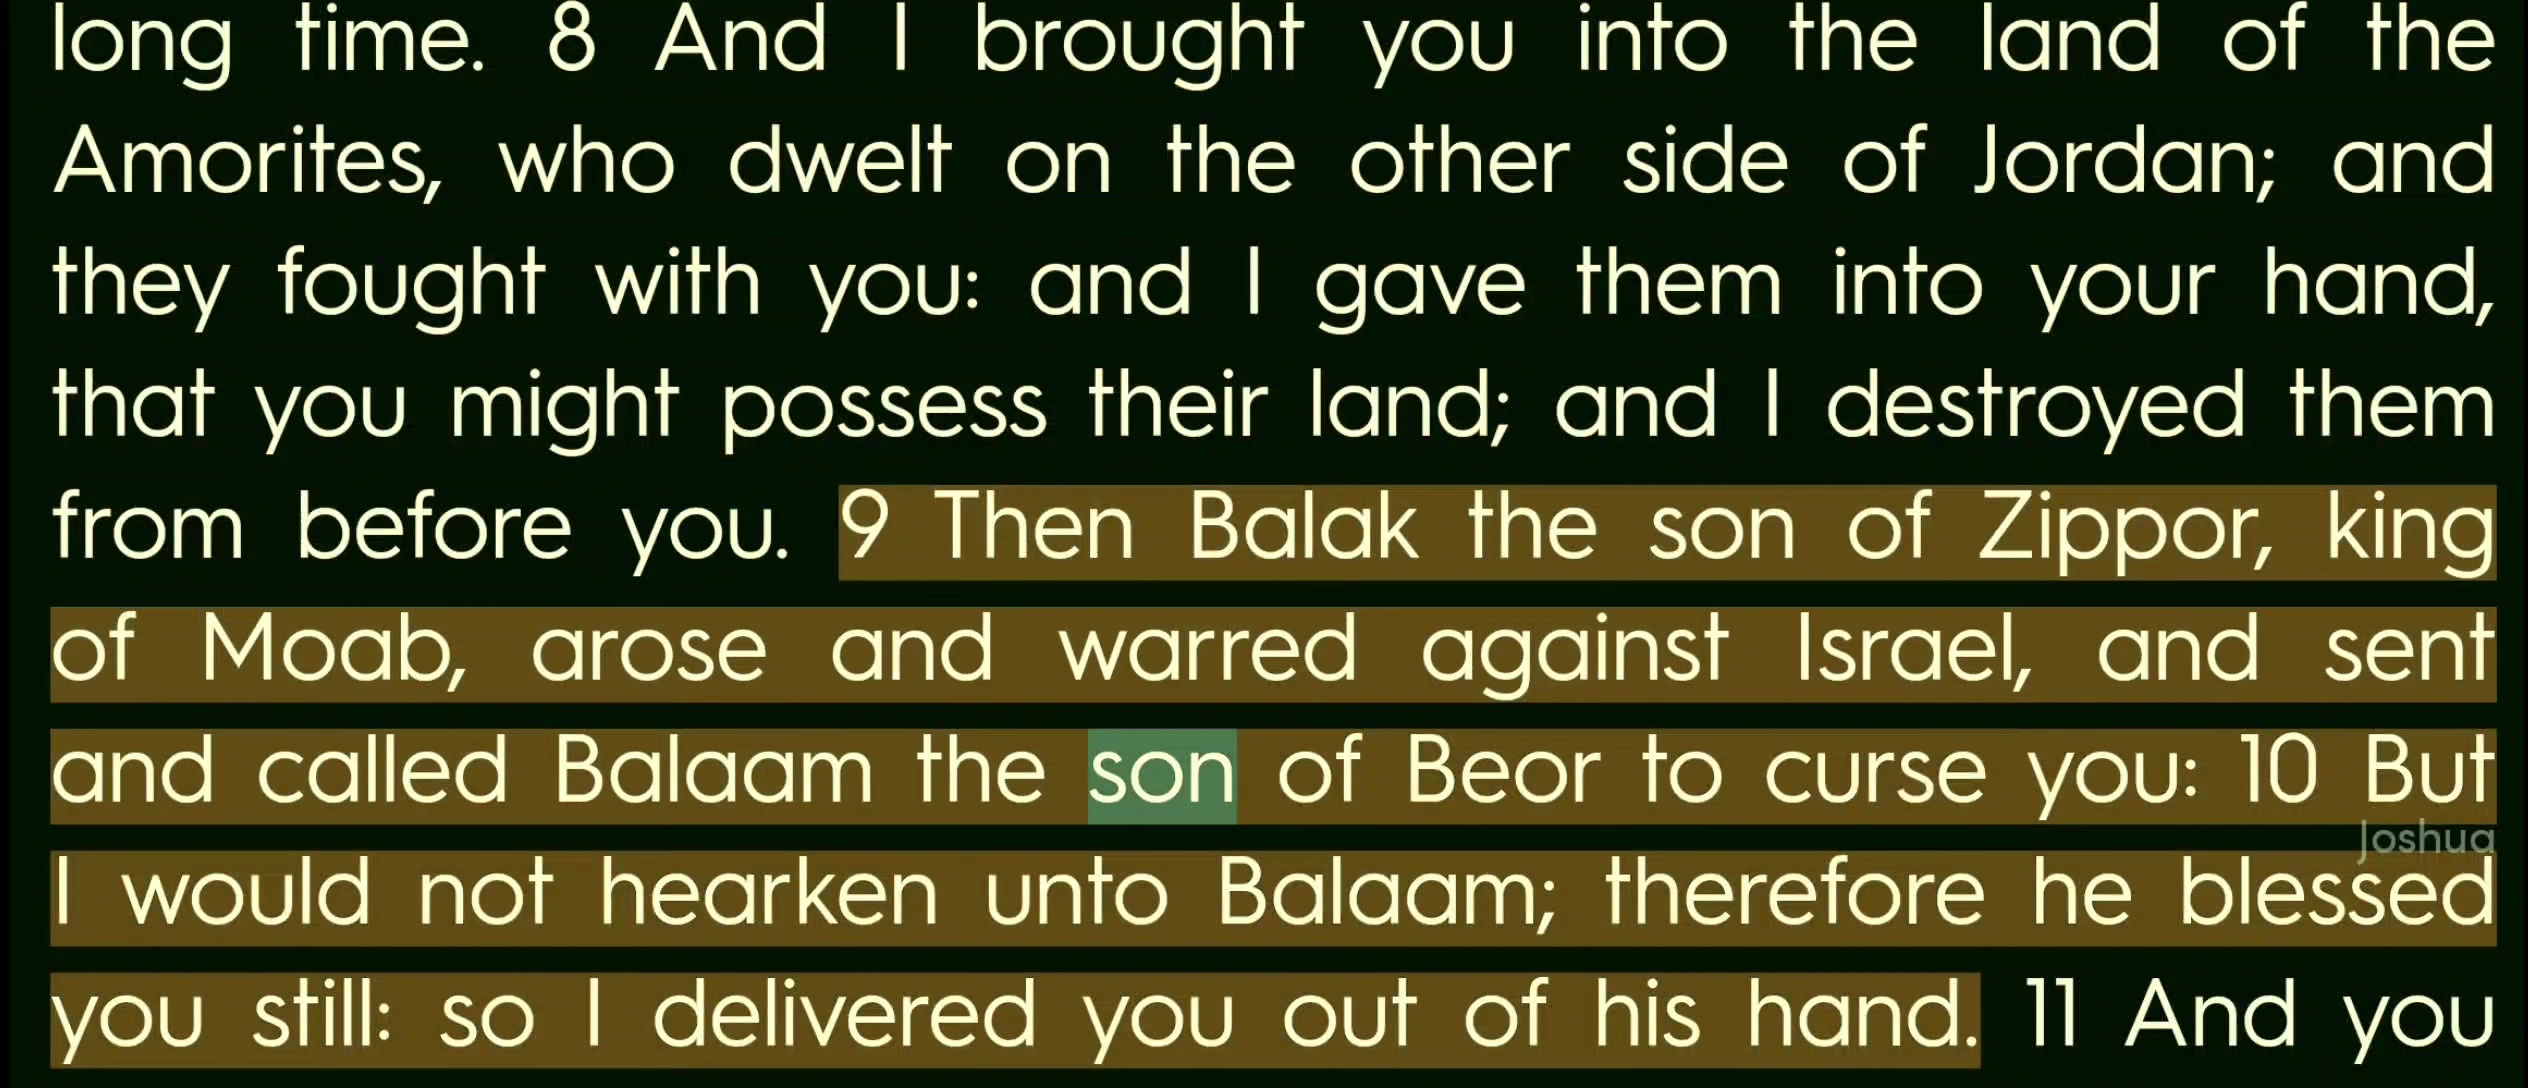 long time. 8 And I brought you into the land of the
Amorites, who dwelt on the other side of Jordan; and
they fought with you: and I gave them into your hand,
that you might possess their land; and I destroyed them
from before you. 9 Then Balak the son of Zippor, king
of Moab, arose and warred against Israel, and sent
and called Balaam the son of Beor to curse you: 10 But
Joshua
I would not hearken unto Balaam; therefore he blessed
you still: so I delivered you out of his hand. 11 And you